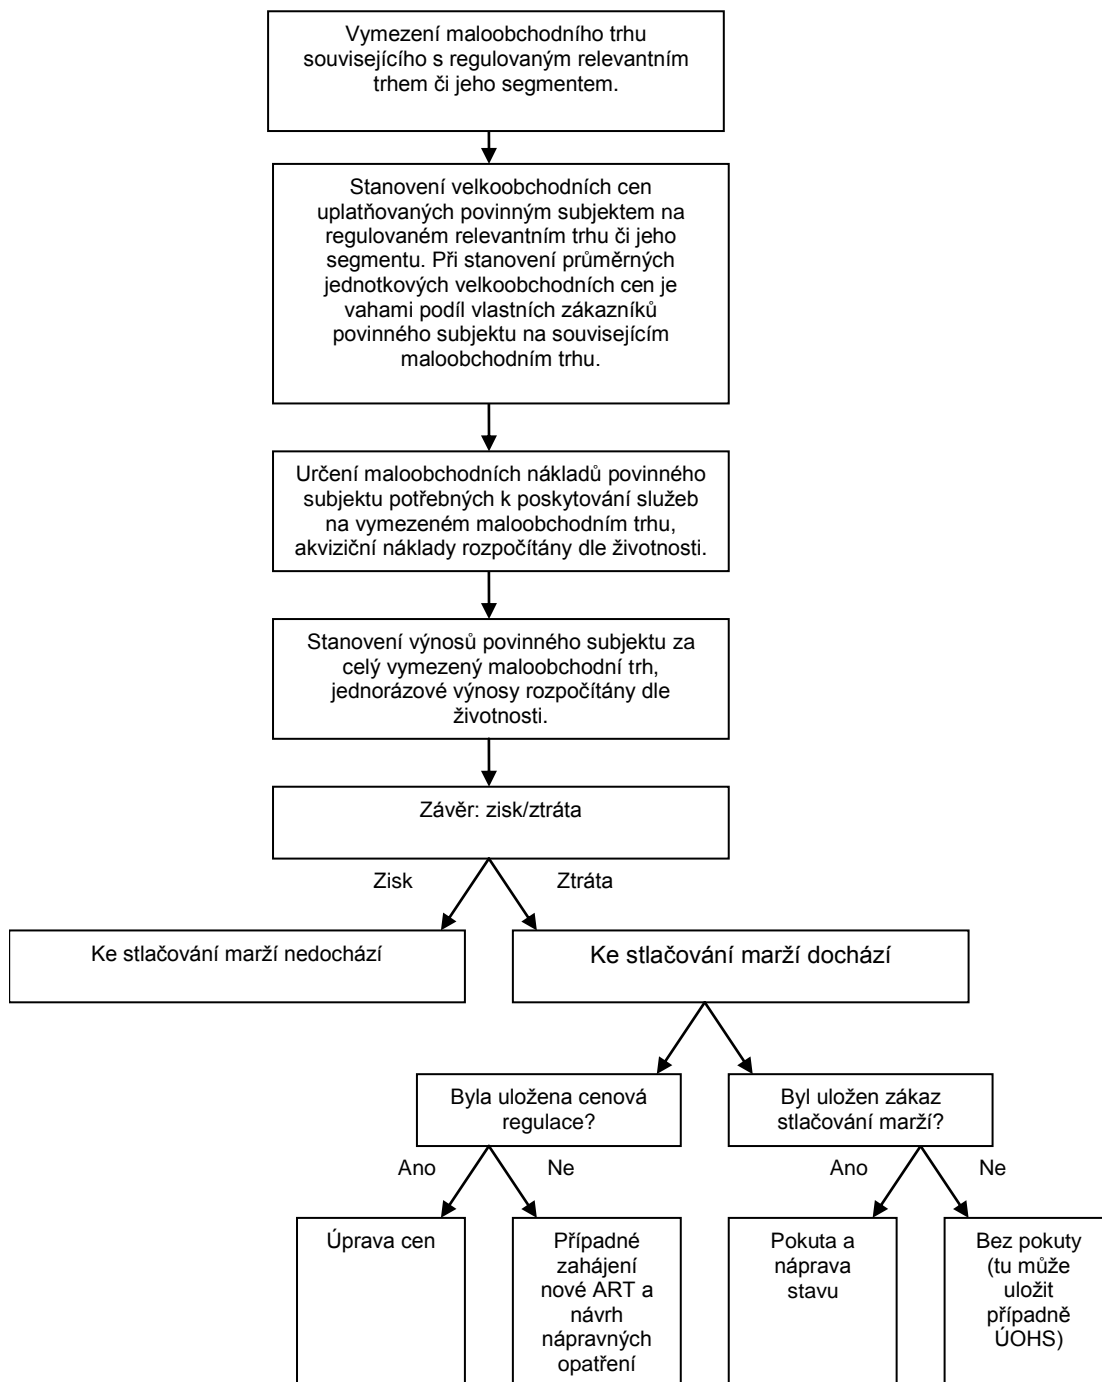 Vymezení maloobchodního trhu
souvisejícího s regulovaným relevantním
trhem či jeho segmentem.
Stanovení velkoobchodních cen
uplatňovaných povinným subjektem na
regulovaném relevantním trhu či jeho
segmentu. Při stanovení průměrných
jednotkových velkoobchodních cen je
vahami podíl vlastních zákazníků
povinného subjektu na souvisejícím
maloobchodním trhu.
Určení maloobchodních nákladů povinného
subjektu potřebných k poskytování služeb
na vymezeném maloobchodním trhu,
akviziční náklady rozpočítány dle životnosti.
Stanovení výnosů povinného subjektu za
celý vymezený maloobchodní trh,
jednorázové výnosy rozpočítány dle
životnosti.
Závěr: zisk/ztráta
Zisk
Ztráta
Ke stlačování marží nedochází
Ke stlačování marží dochází
Byla uložena cenová
regulace?
Byl uložen zákaz
stlačování marží?
Ano
Ne
Ano
Ne
Úprava cen
Případné
zahájení
nové ART a
návrh
nápravných
opatření
Pokuta a
náprava
stavu
Bez pokuty
(tu může
uložit
případně
ÚOHS)